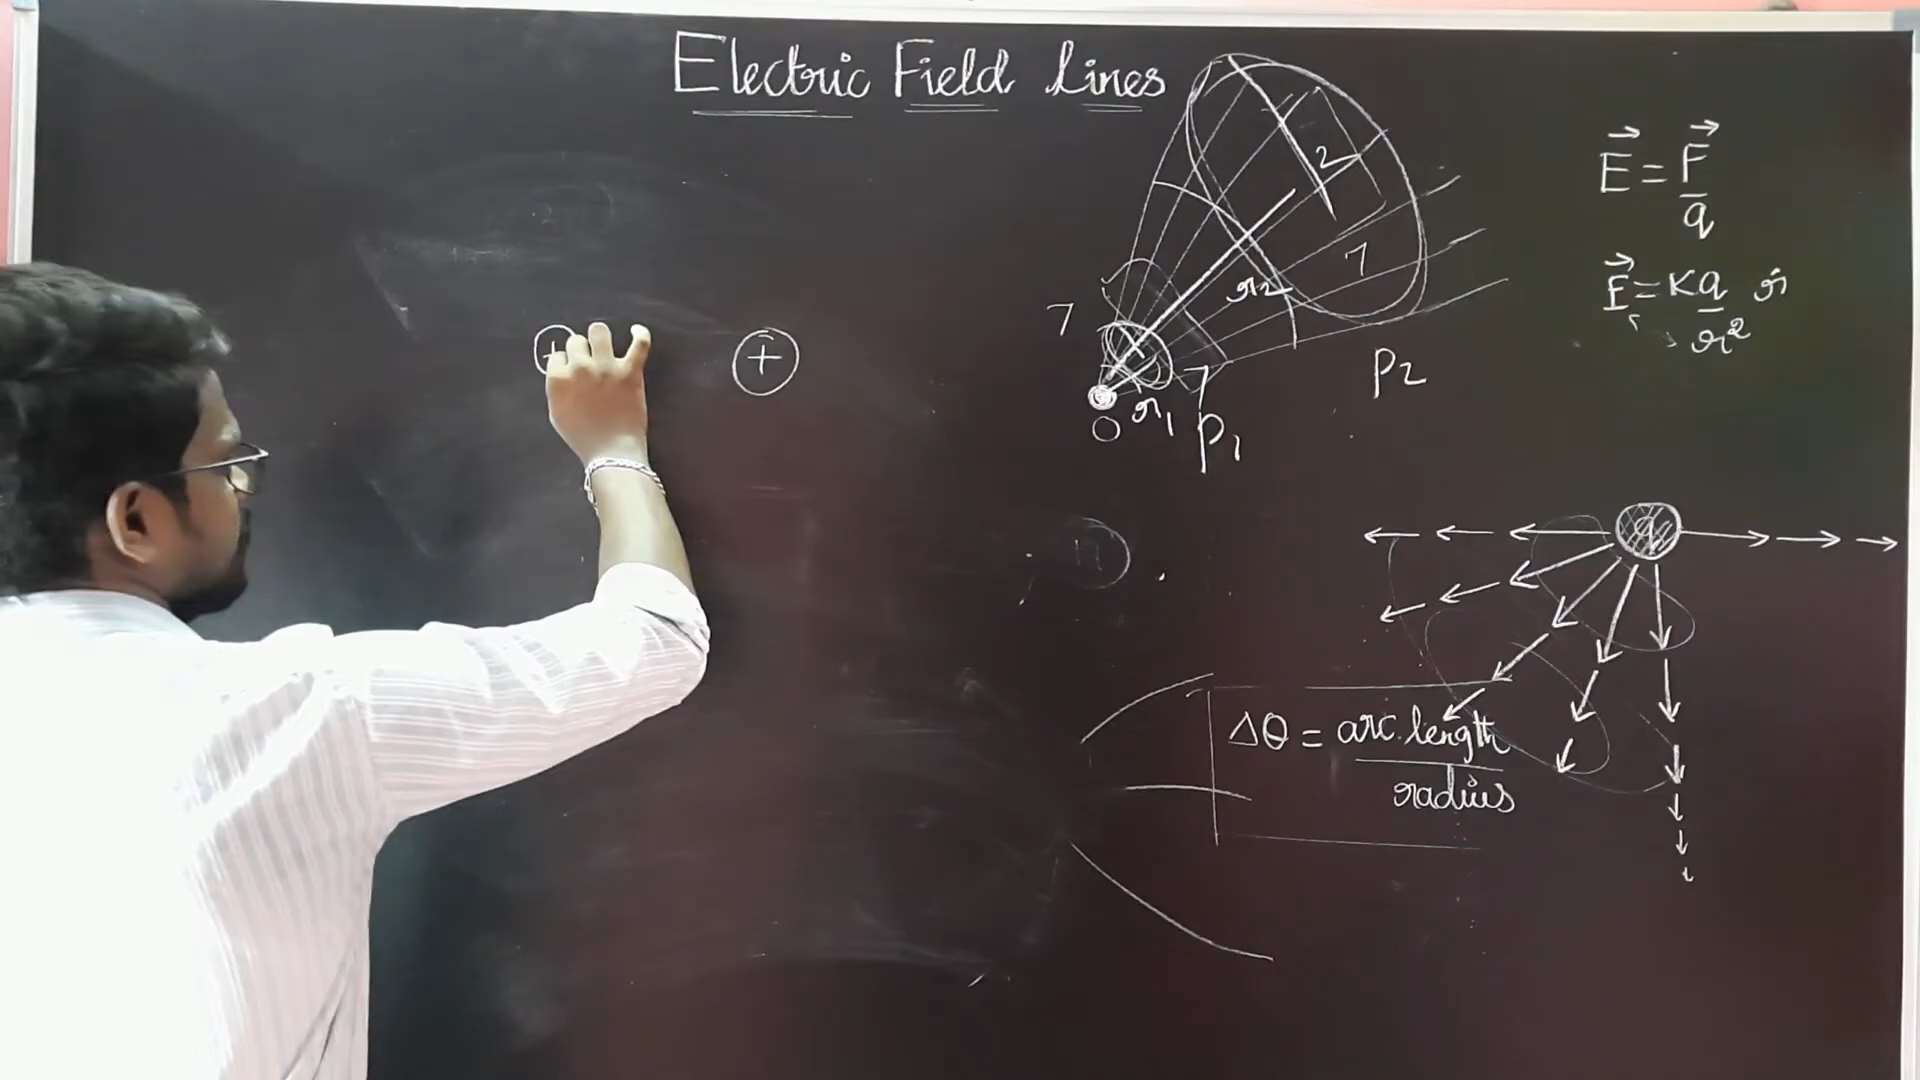 Electric Field Lines
+ +
2
7
r2
7
O r1 7
P1
P2
E = F
q
E = Kq r̂
r2
q
Δθ = arc.length
radius